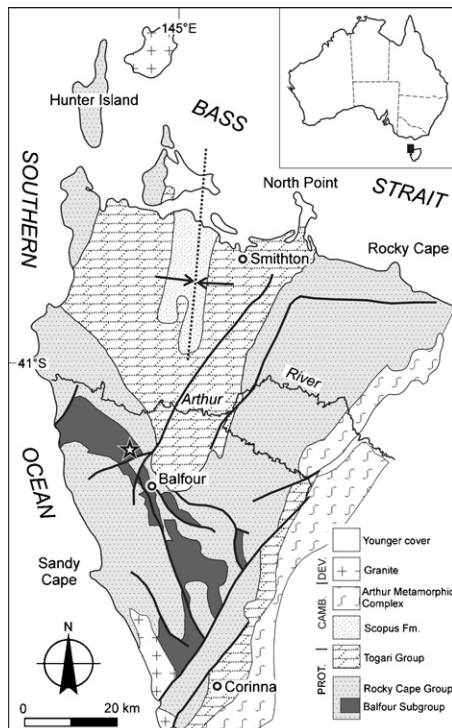 145°E
Hunter Island
BASS
STRAIT
SOUTHERN
OCEAN
North Point
Smithton
Rocky Cape
41°S
Arthur
River
Balfour
Sandy
Cape
Corinna
N
0 20 km
Younger cover
DEV.
Granite
CAMB.
Arthur Metamorphic
Complex
Scopus Fm.
PROT.
Togari Group
Rocky Cape Group
Balfour Subgroup